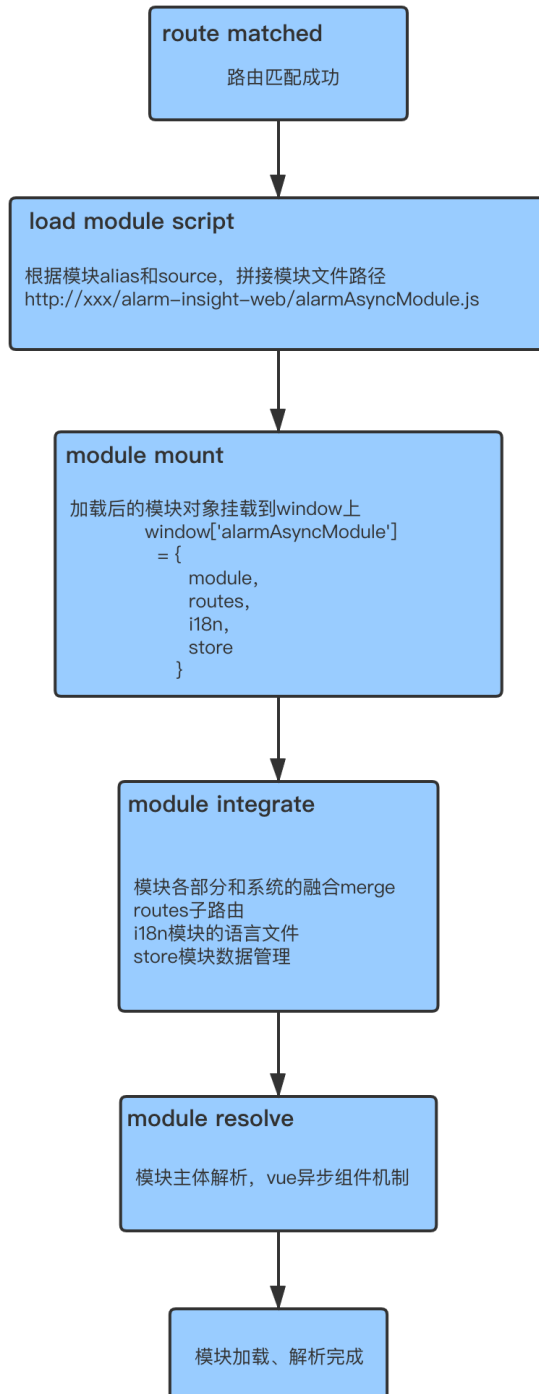 route matched
路由匹配成功
load module script
根据模块alias和source，拼接模块文件路径
http://xxx/alarm-insight-web/alarmAsyncModule.js
module mount
加载后的模块对象挂载到window上
window['alarmAsyncModule']
= {
module,
routes,
i18n,
store
}
module integrate
模块各部分和系统的融合merge
routes子路由
i18n模块的语言文件
store模块数据管理
module resolve
模块主体解析，vue异步组件机制
模块加载、解析完成